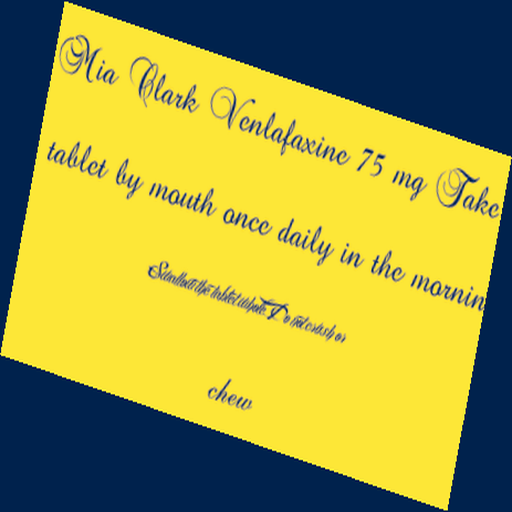 Mia Clark Venlafaxine 75 mg Take
tablet by mouth once daily in the mornin
Swallow the tablet whole. Do not crush or
chew